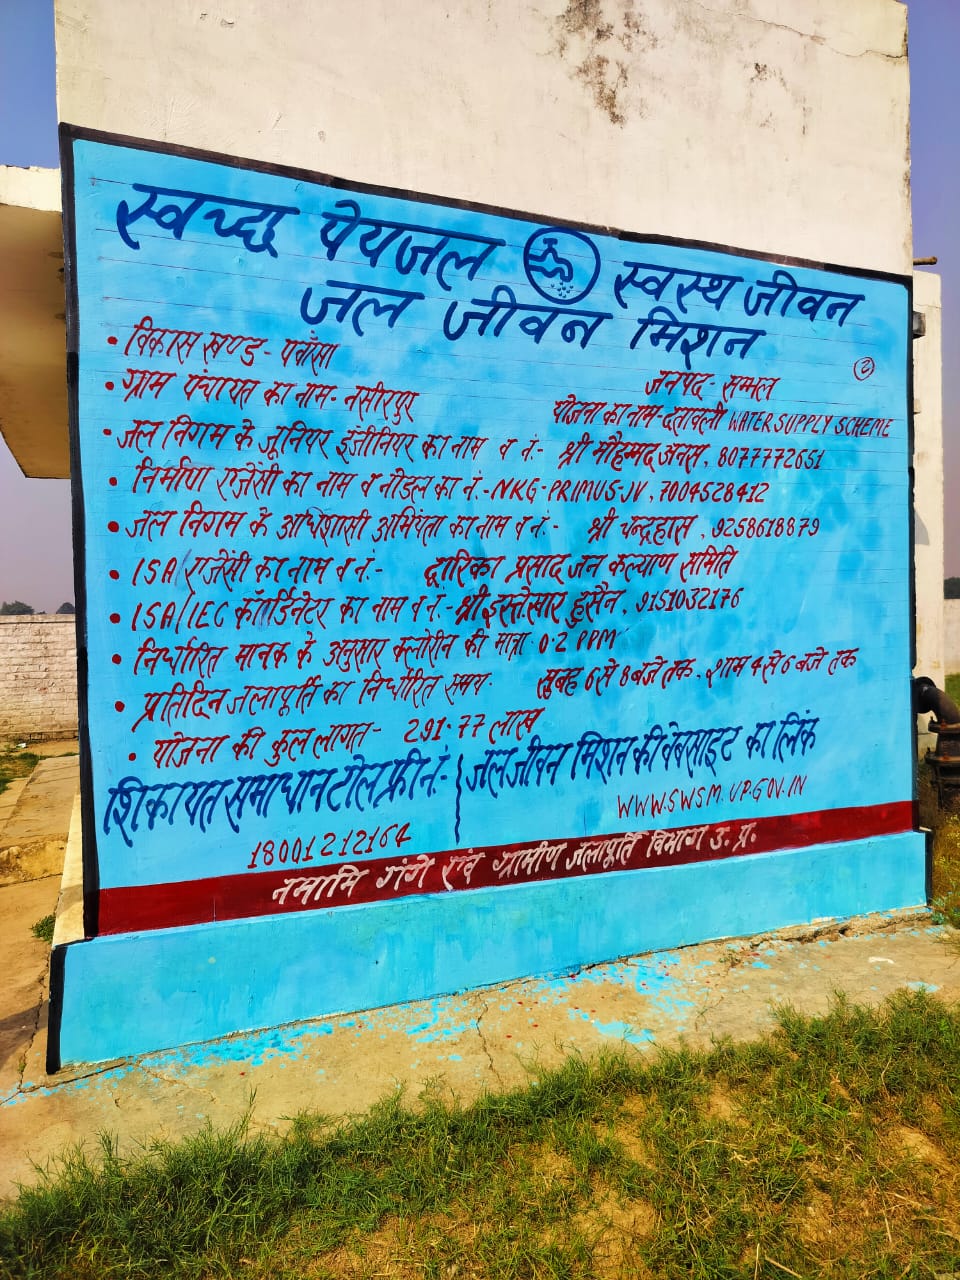 स्वच्छ पेयजल स्वस्थ जीवन
जल जीवन मिशन
②
• विकास खण्ड - पवांसा
जनपद - सम्भल
• ग्राम पंचायत का नाम - नसीरपुर
योजना का नाम - दतावली WATER SUPPLY SCHEME
• जल निगम के जूनियर इंजीनियर का नाम व नं. - श्री मौहम्मद अनस, 8077772651
• निर्माण एजेंसी का नाम व नोडल का नं. - NKG-PRIMUS-JV, 7004528412
• जल निगम के अधिशासी अभियंता का नाम व नं. - श्री चन्द्रहास, 9258618879
• ISA/एजेंसी का नाम व नं. - द्वारिका प्रसाद जन कल्याण समिति
• ISA/IEC कॉर्डिनेटर का नाम व नं. - श्री इस्तेखार हुसैन, 9151032176
• निर्धारित मानक के अनुसार क्लोरीन की मात्रा 0.2 PPM
• प्रतिदिन जलापूर्ति का निर्धारित समय - सुबह 6 से 8 बजे तक, शाम 4 से 6 बजे तक
• योजना की कुल लागत - 291.77 लाख
शिकायत समाधान टोल फ्री नं. -
18001212164
जल जीवन मिशन की वेबसाइट का लिंक
WWW.SWSM.UP.GOV.IN
नमामि गंगे एंव ग्रामीण जलापूर्ति विभाग उ. प्र.